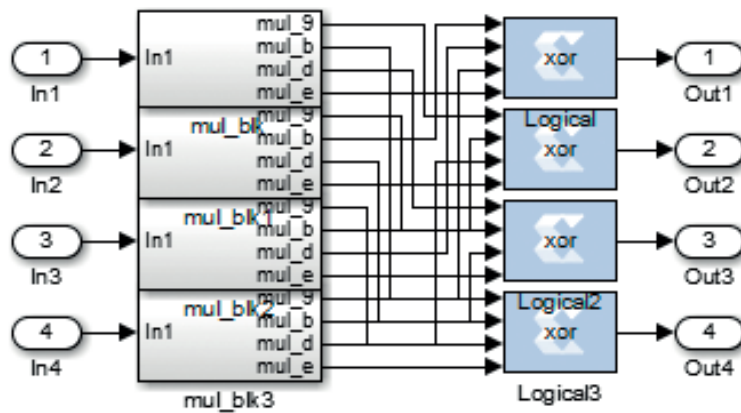 mul_9
mul_b
1 In1 mul_d xor 1
In1 mul_e Out1
mul_blk mul_9 Logical
mul_b
2 In1 mul_d xor 2
In2 mul_e Out2
mul_blk1 mul_9
mul_b
3 In1 mul_d xor 3
In3 mul_e Out3
mul_blk2 mul_9 Logical2
mul_b
4 In1 mul_d xor 4
In4 mul_e Out4
mul_blk3 Logical3